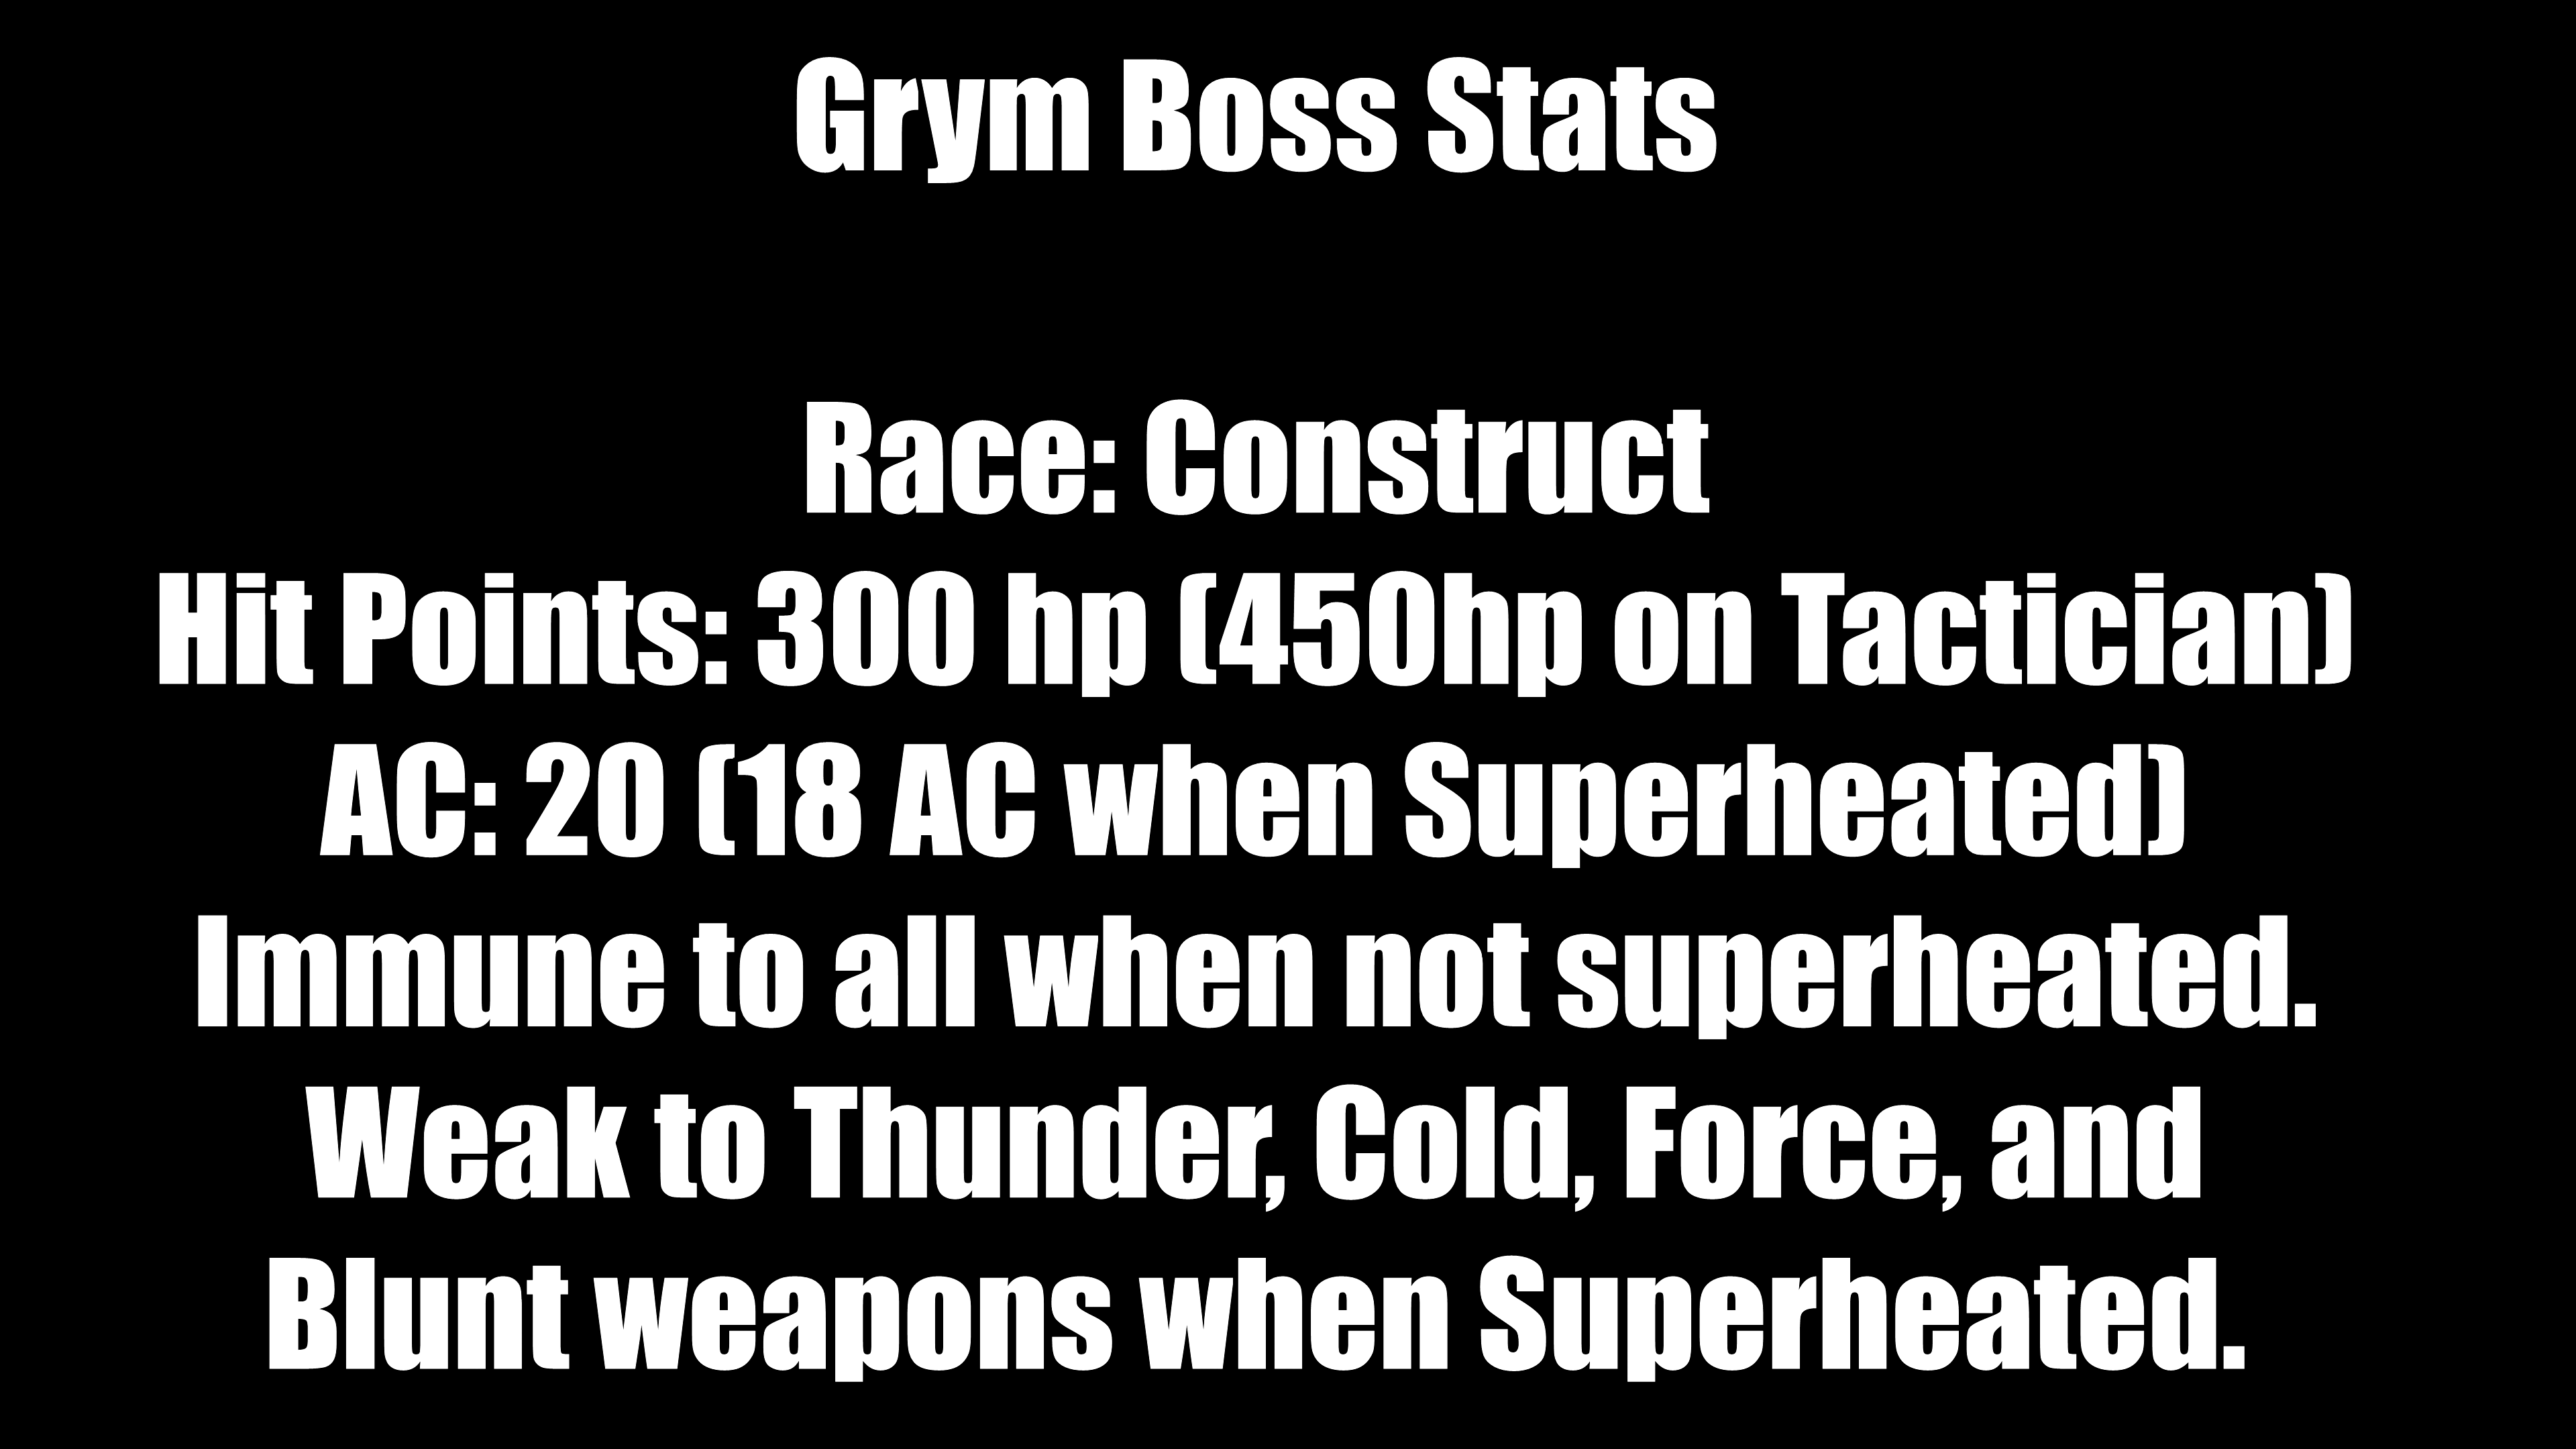 Grym Boss Stats
Race: Construct
Hit Points: 300 hp (450hp on Tactician)
AC: 20 (18 AC when Superheated)
Immune to all when not superheated.
Weak to Thunder, Cold, Force, and
Blunt weapons when Superheated.